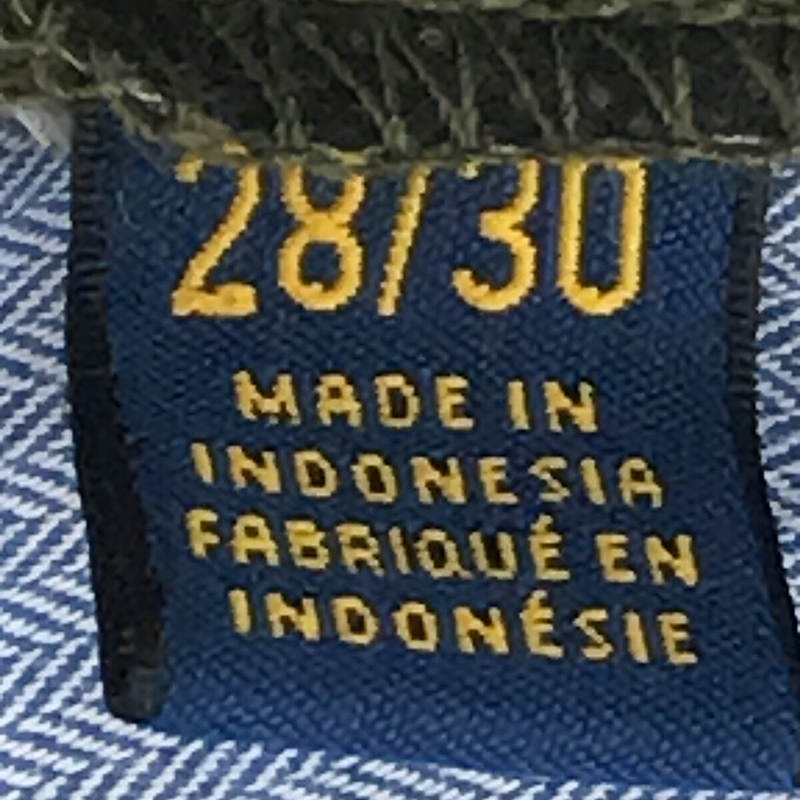 28/30
MADE IN
INDONESIA
FABRIQUÉ EN
INDONÉSIE